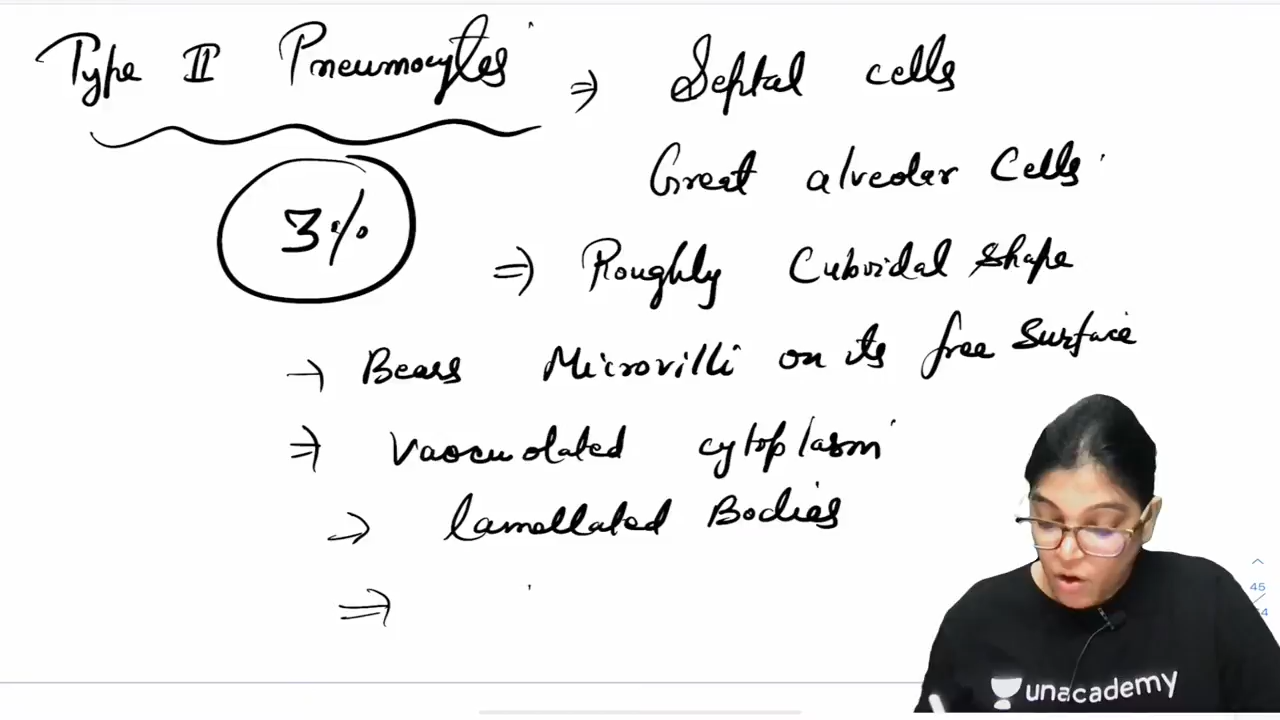 Type II Pneumocytes ⇒ Septal cells
Great alveolar Cells
3%
⇒ Roughly Cuboidal shape
→ Bears Microvilli on its free surface
⇒ Vacuolated cytoplasm
→ lamellated Bodies
⇒
45
unacademy